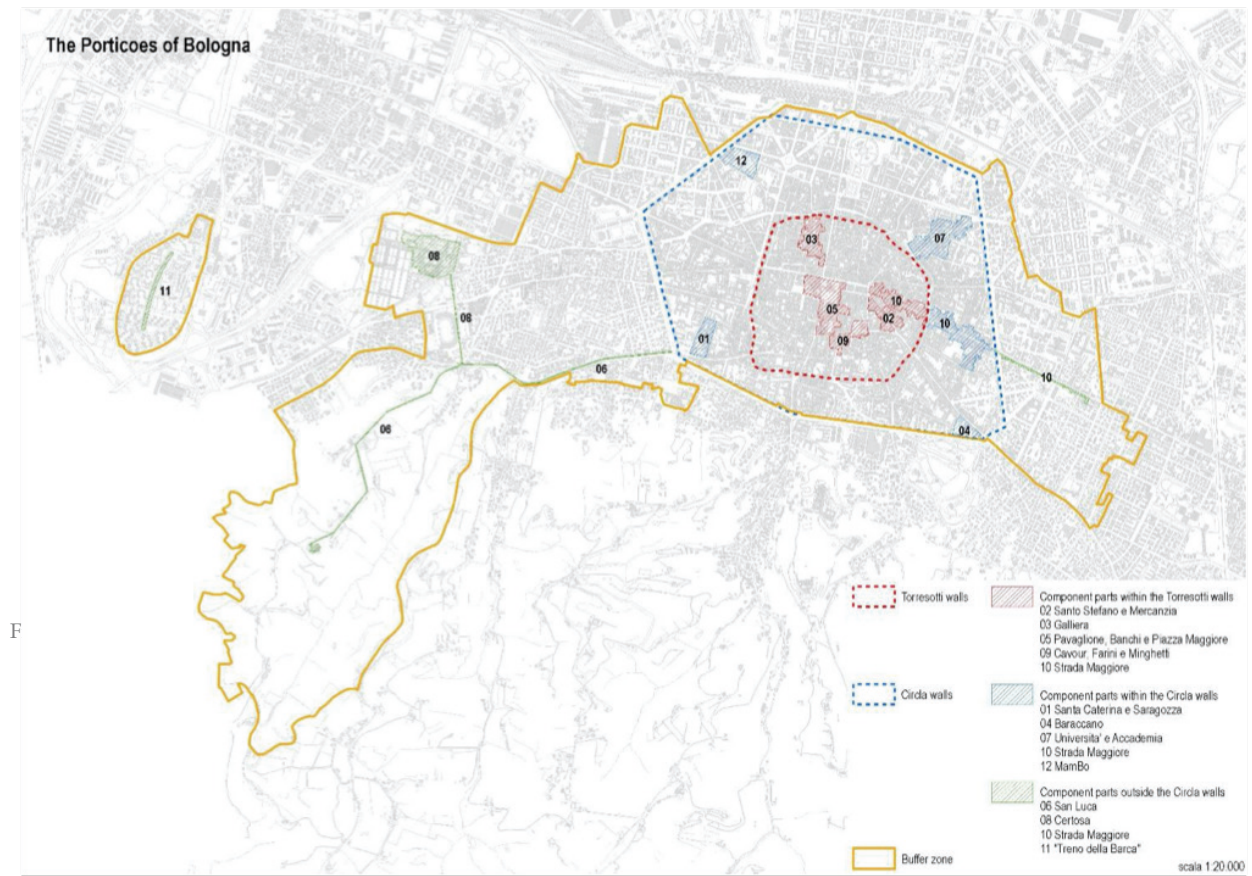 The Porticoes of Bologna
12
03
07
08
11
10
05
02
10
08
01
09
06
10
06
04
F
Torresotti walls
Component parts within the Torresotti walls
02 Santo Stefano e Mercanzia
03 Galliera
05 Pavaglione, Banchi e Piazza Maggiore
09 Cavour, Farini e Minghetti
10 Strada Maggiore
Circla walls
Component parts within the Circla walls
01 Santa Caterina e Saragozza
04 Baraccano
07 Universita' e Accademia
10 Strada Maggiore
12 MamBo
Component parts outside the Circla walls
06 San Luca
08 Certosa
10 Strada Maggiore
11 "Treno della Barca"
Buffer zone
scala 1:20.000